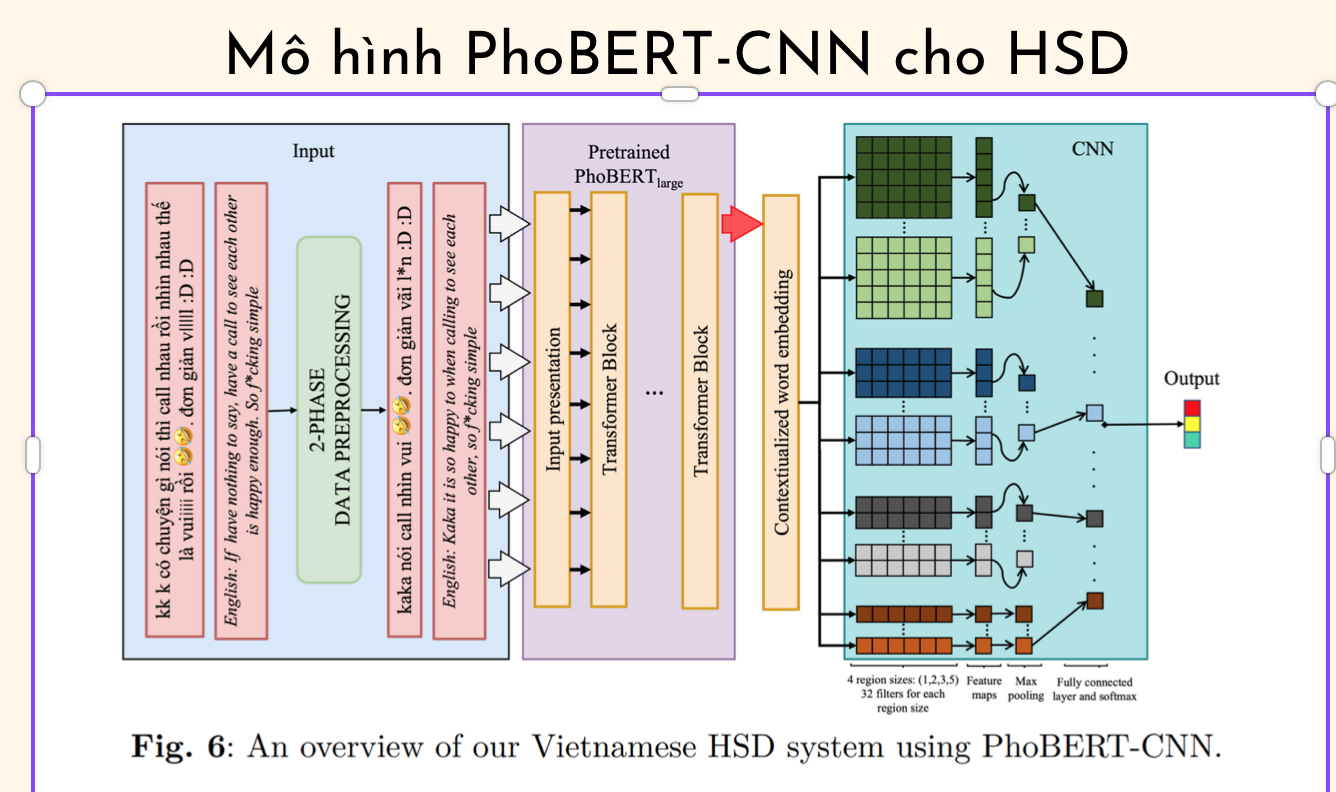 Mô hình PhoBERT-CNN cho HSD
Input
kk k có chuyện gì nói thì call nhau rồi nhìn nhau thế
là vuiiiii rồi 🤣🤣. đơn giản vlllll :D :D
English: If have nothing to say, have a call to see each other
is happy enough. So f*cking simple
2-PHASE
DATA PREPROCESSING
kaka nói call nhìn vui 🤣🤣. đơn giản vãi l*n :D :D
English: Kaka it is so happy to when calling to see each
other, so f*cking simple
Pretrained
PhoBERTlarge
Input presentation
Transformer Block
...
Transformer Block
Contextiualized word embedding
CNN
Output
4 region sizes: (1,2,3,5)
32 filters for each
region size
Feature
maps
Max
pooling
Fully connected
layer and softmax
Fig. 6: An overview of our Vietnamese HSD system using PhoBERT-CNN.